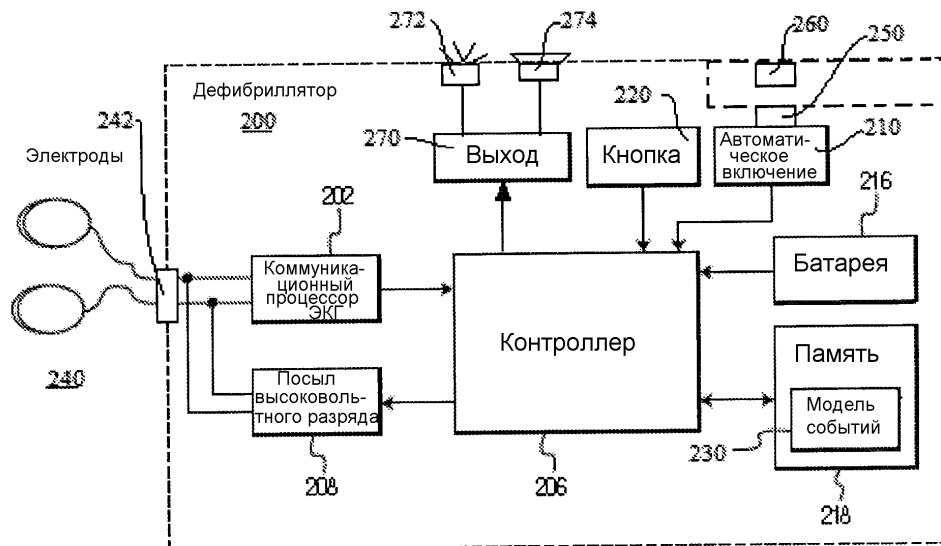 272
274
260
250
Дефибриллятор
200
242
Электроды
270
Выход
220
Кнопка
210
Автомати-
ческое
включение
202
216
Коммуника-
ционный
процессор
ЭКГ
Контроллер
Батарея
240
Посыл
высоковоль-
тного разряда
Память
Модель
событий
230
208
206
218